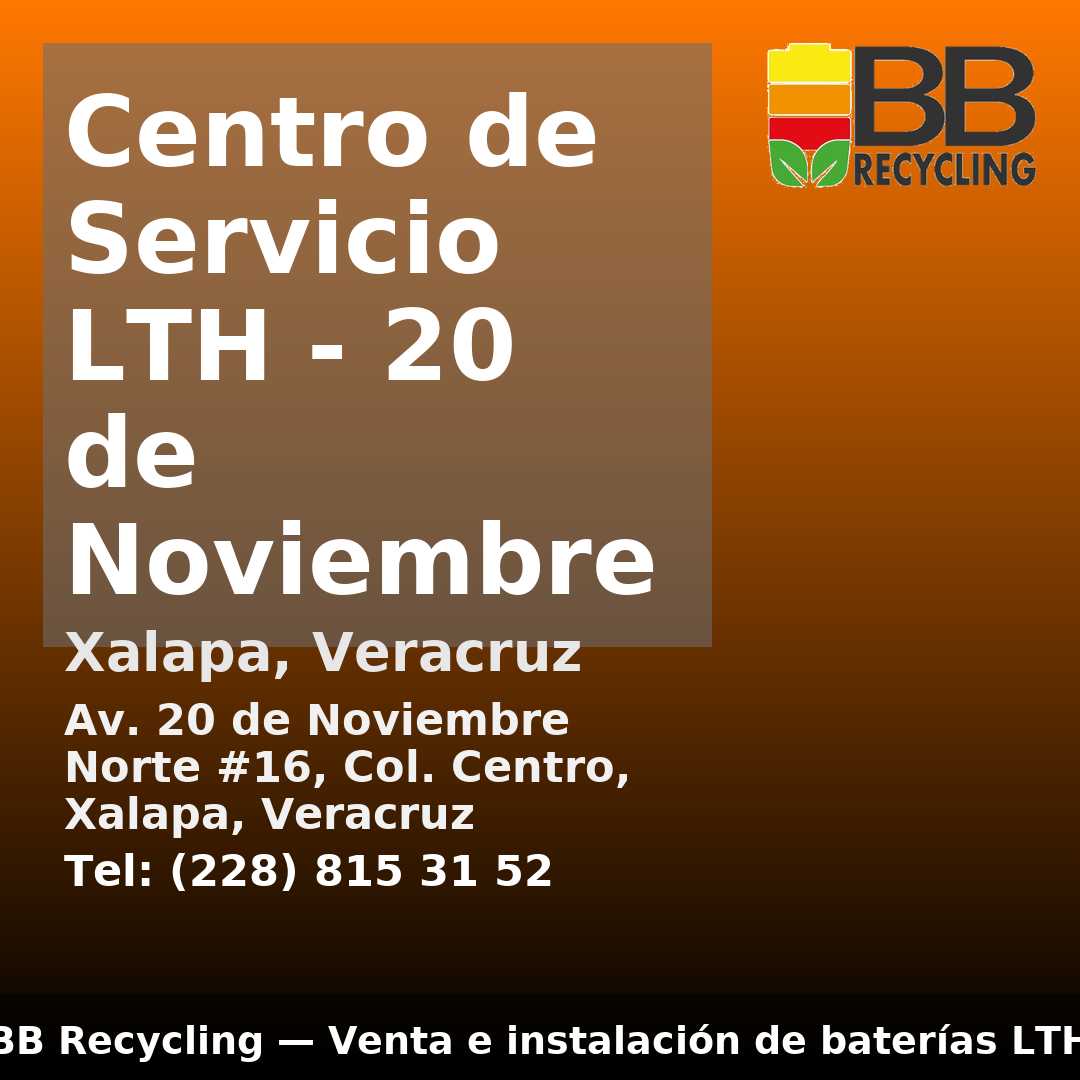 Centro de
Servicio
LTH - 20
de
Noviembre
BB
RECYCLING
Xalapa, Veracruz
Av. 20 de Noviembre
Norte #16, Col. Centro,
Xalapa, Veracruz
Tel: (228) 815 31 52
BB Recycling — Venta e instalación de baterías LTH